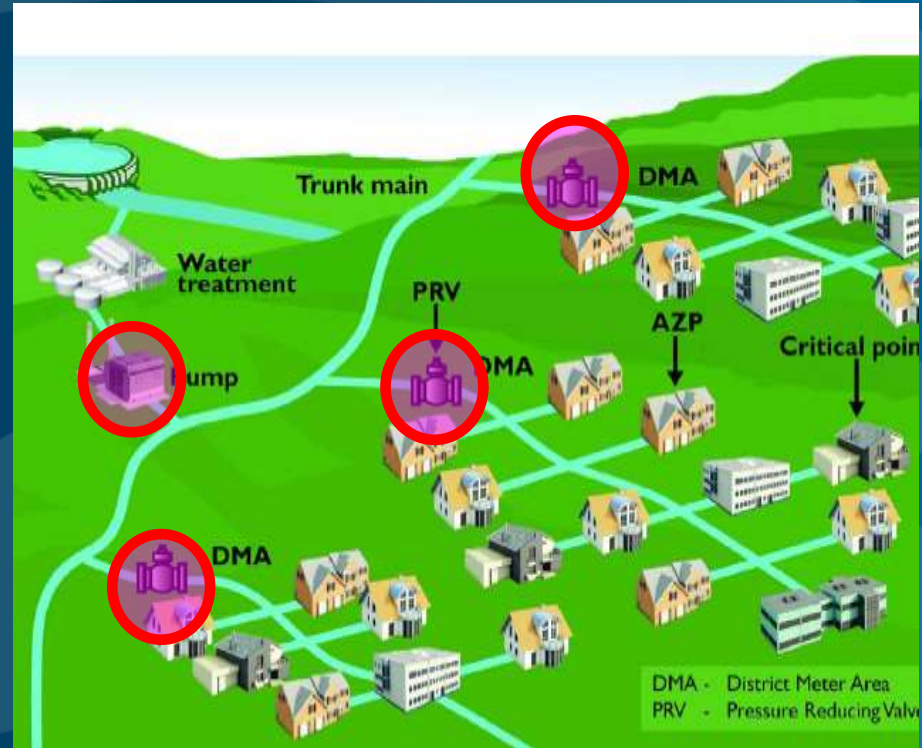 Trunk main
DMA
Water
treatment
PRV
AZP
Critical poin
DMA
ump
DMA
DMA - District Meter Area
PRV - Pressure Reducing Valve